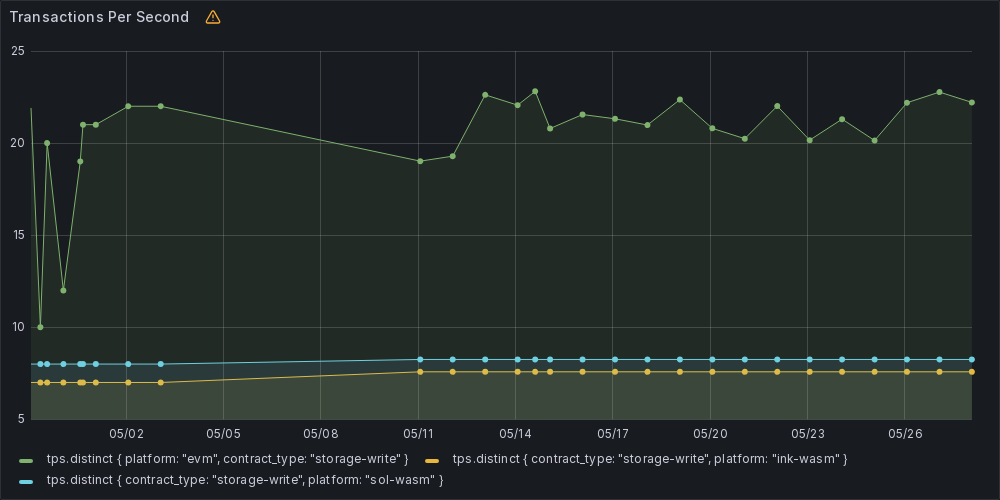 Transactions Per Second
25
20
15
10
5
05/02 05/05 05/08 05/11 05/14 05/17 05/20 05/23 05/26
tps.distinct { platform: "evm", contract_type: "storage-write" } tps.distinct { contract_type: "storage-write", platform: "ink-wasm" }
tps.distinct { contract_type: "storage-write", platform: "sol-wasm" }